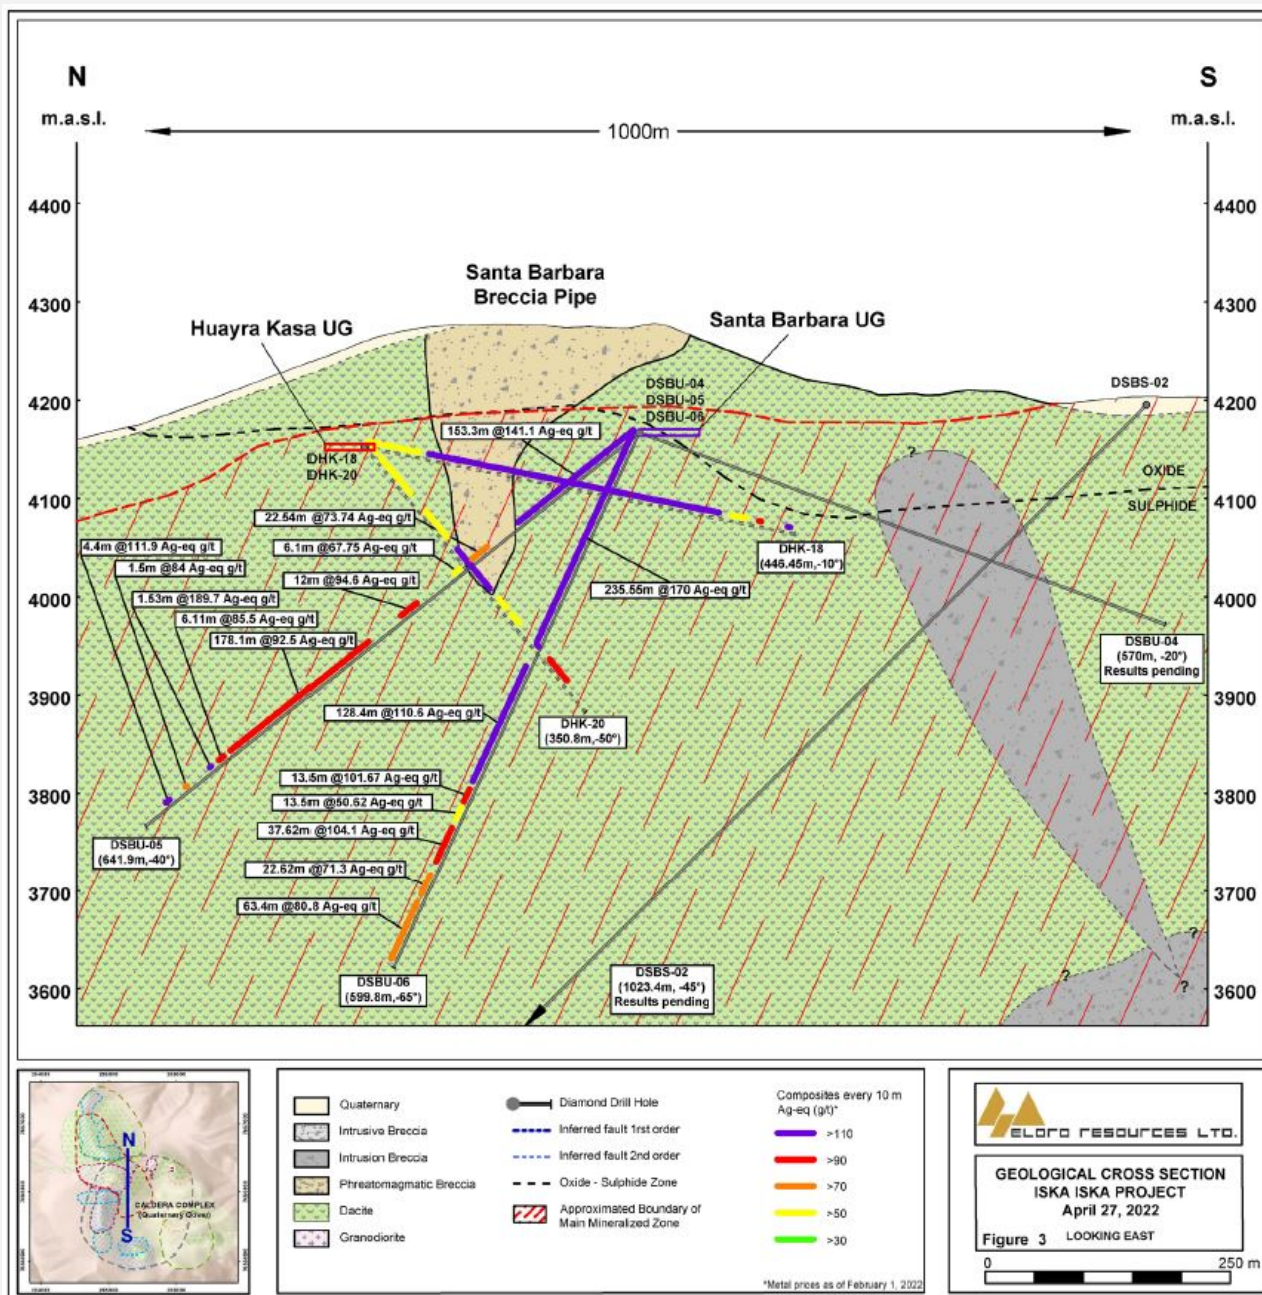 N
S
m.a.s.l.
m.a.s.l.
1000m
4400
4400
Santa Barbara
Breccia Pipe
4300
4300
Huayra Kasa UG
Santa Barbara UG
DSBU-04
DSBU-05
DSBU-06
DSBS-02
4200
4200
153.3m @141.1 Ag-eq g/t
DHK-18
DHK-20
?
OXIDE
SULPHIDE
4100
4100
22.54m @73.74 Ag-eq g/t
4.4m @111.9 Ag-eq g/t
6.1m @67.75 Ag-eq g/t
DHK-18
(446.45m,-10°)
1.5m @84 Ag-eq g/t
12m @94.6 Ag-eq g/t
235.55m @170 Ag-eq g/t
4000
4000
1.53m @189.7 Ag-eq g/t
6.11m @85.5 Ag-eq g/t
178.1m @92.5 Ag-eq g/t
DSBU-04
(570m, -20°)
Results pending
3900
3900
128.4m @110.6 Ag-eq g/t
DHK-20
(350.8m,-50°)
13.5m @101.67 Ag-eq g/t
3800
3800
13.5m @50.62 Ag-eq g/t
37.62m @104.1 Ag-eq g/t
DSBU-05
(641.9m,-40°)
22.62m @71.3 Ag-eq g/t
3700
3700
63.4m @80.8 Ag-eq g/t
?
?
?
?
DSBU-06
(599.8m,-65°)
DSBS-02
(1023.4m, -45°)
Results pending
3600
3600
N
CALDERA COMPLEX
S
Quaternary
Intrusive Breccia
Intrusion Breccia
Phreatomagmatic Breccia
Dacite
Granodiorite
Diamond Drill Hole
Inferred fault 1rst order
Inferred fault 2nd order
Oxide - Sulphide Zone
Approximated Boundary of
Main Mineralized Zone
Composites every 10 m
Ag-eq (g/t)*
>110
>90
>70
>50
>30
*Metal prices as of February 1, 2022
ELORO RESOURCES LTD.
GEOLOGICAL CROSS SECTION
ISKA ISKA PROJECT
April 27, 2022
Figure 3 LOOKING EAST
0 250 m